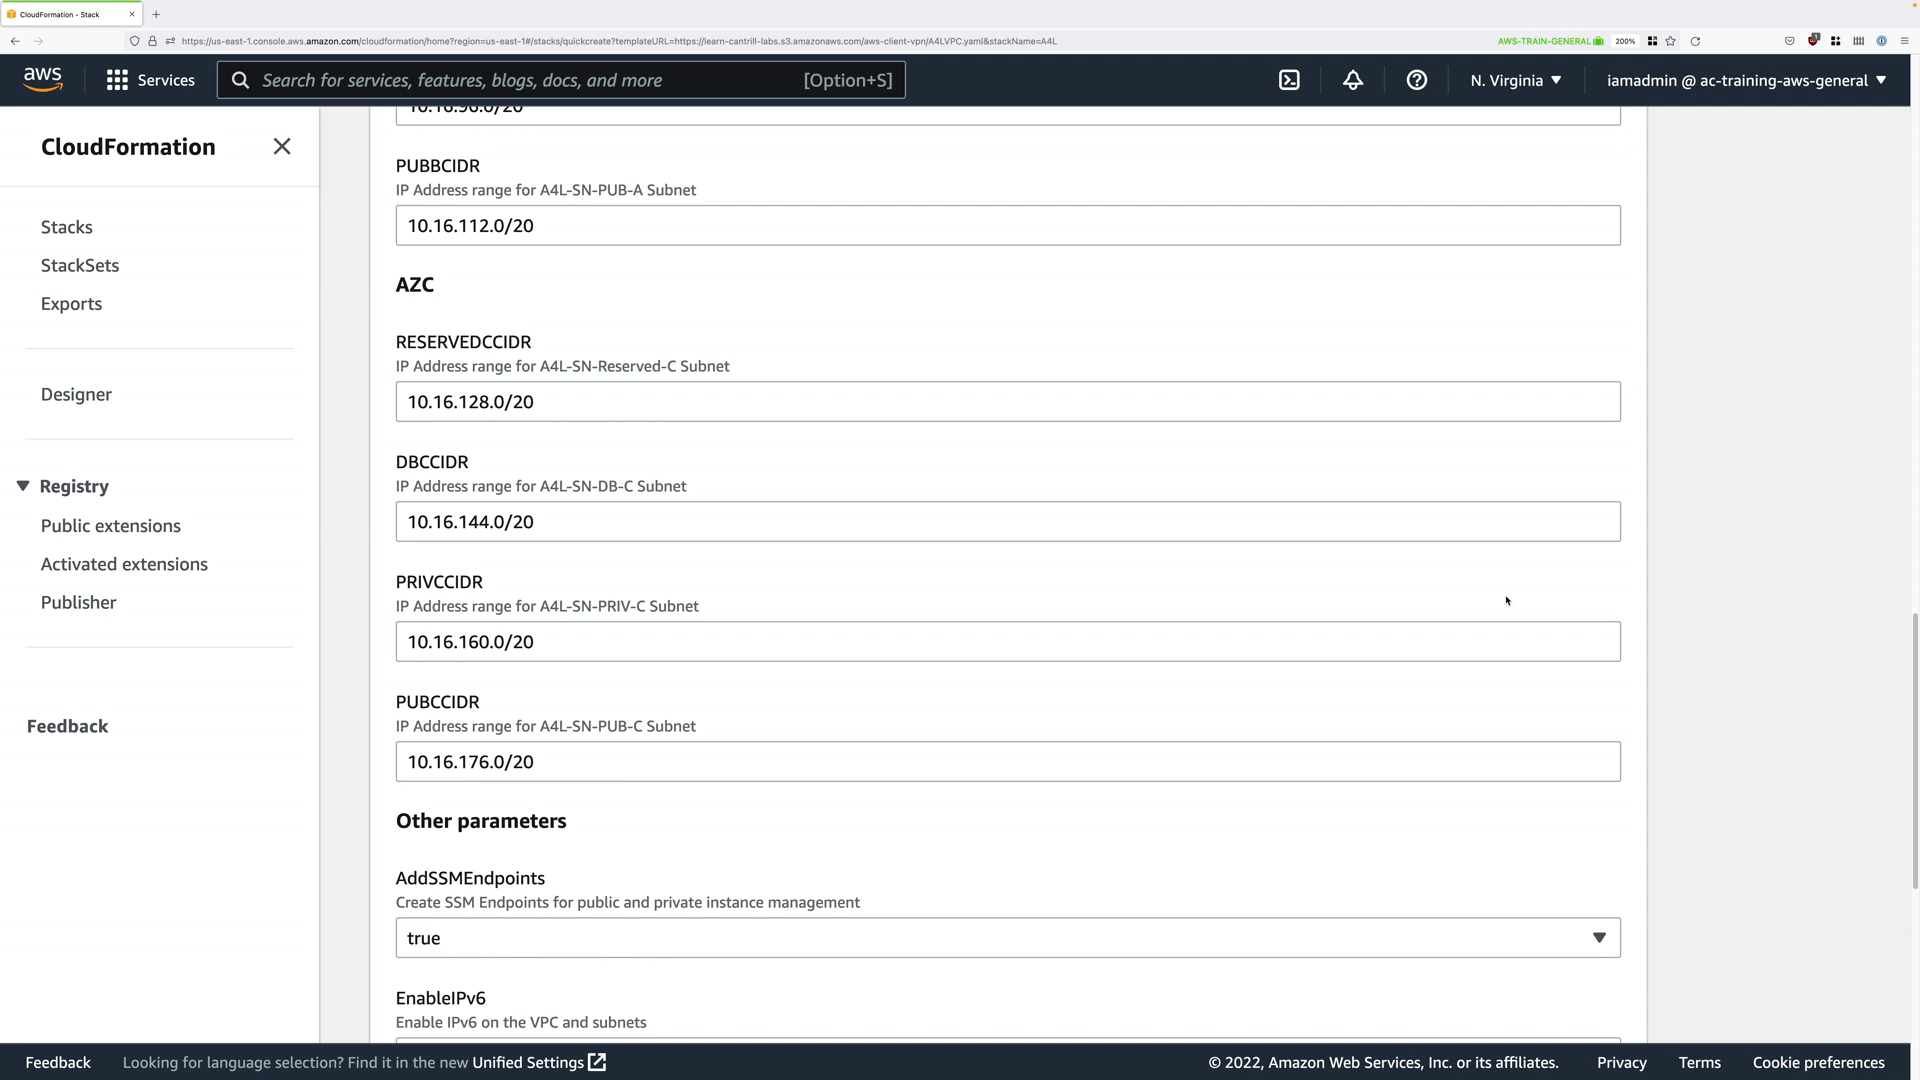 CloudFormation - Stack
https://us-east-1.console.aws.amazon.com/cloudformation/home?region=us-east-1#/stacks/quickcreate?templateURL=https://learn-cantrill-labs.s3.amazonaws.com/aws-client-vpn/A4LVPC.yaml&stackName=A4L
AWS-TRAIN-GENERAL
200%
aws
Services
Search for services, features, blogs, docs, and more
[Option+S]
N. Virginia
iamadmin @ ac-training-aws-general
CloudFormation
Stacks
StackSets
Exports
Designer
Registry
Public extensions
Activated extensions
Publisher
Feedback
10.16.96.0/20
PUBBCIDR
IP Address range for A4L-SN-PUB-A Subnet
10.16.112.0/20
AZC
RESERVEDCCIDR
IP Address range for A4L-SN-Reserved-C Subnet
10.16.128.0/20
DBCCIDR
IP Address range for A4L-SN-DB-C Subnet
10.16.144.0/20
PRIVCCIDR
IP Address range for A4L-SN-PRIV-C Subnet
10.16.160.0/20
PUBCCIDR
IP Address range for A4L-SN-PUB-C Subnet
10.16.176.0/20
Other parameters
AddSSMEndpoints
Create SSM Endpoints for public and private instance management
true
EnableIPv6
Enable IPv6 on the VPC and subnets
Feedback
Looking for language selection? Find it in the new Unified Settings
© 2022, Amazon Web Services, Inc. or its affiliates.
Privacy
Terms
Cookie preferences